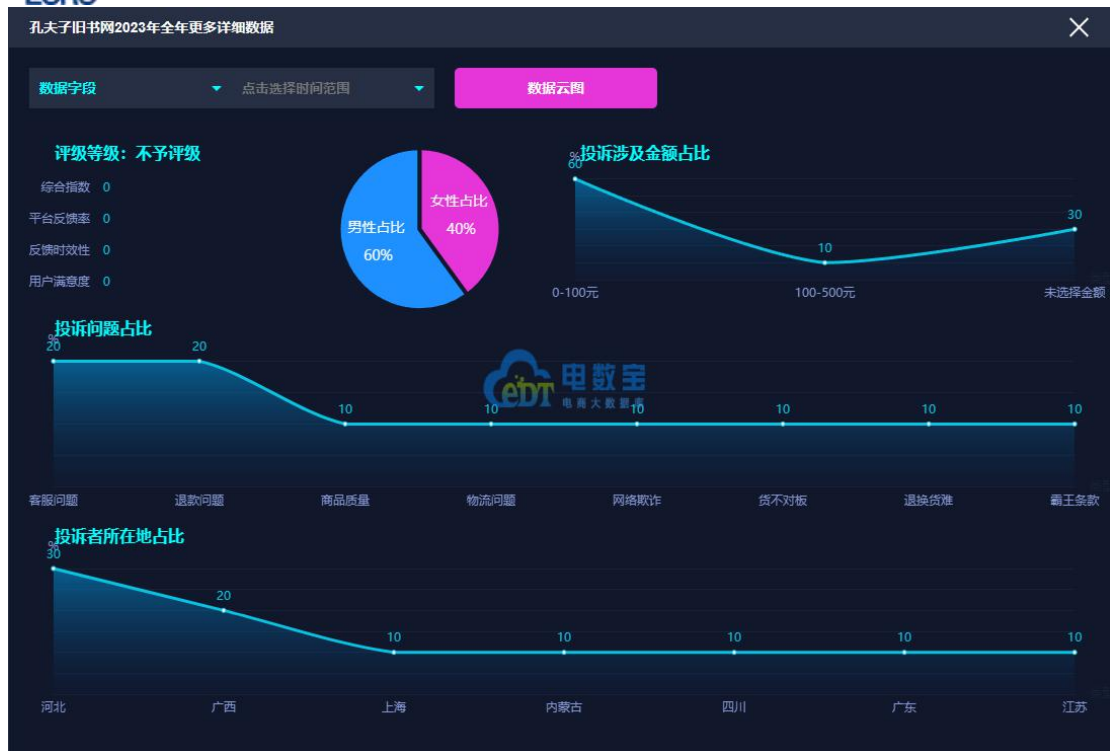 孔夫子旧书网2023年全年更多详细数据
数据字段 点击选择时间范围 数据云图
评级等级：不予评级
综合指数 0
平台反馈率 0
反馈时效性 0
用户满意度 0
女性占比
40%
男性占比
60%
投诉涉及金额占比
%
60 10 30
0-100元 100-500元 未选择金额
投诉问题占比
%
20 20 10 10 10 10 10 10
客服问题 退款问题 商品质量 物流问题 网络欺诈 货不对板 退换货难 霸王条款
eDT 电数宝
电商大数据库
投诉者所在地占比
%
30 20 10 10 10 10 10
河北 广西 上海 内蒙古 四川 广东 江苏